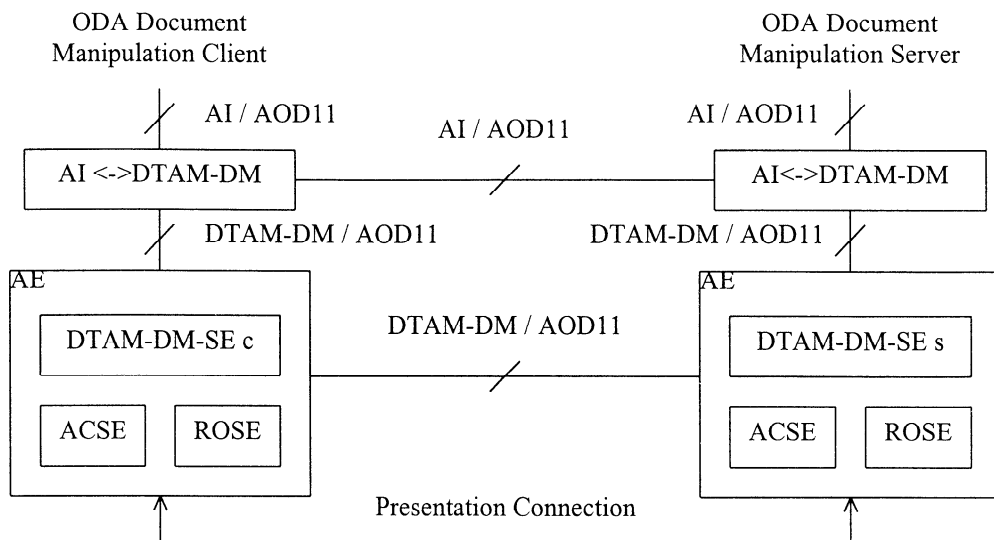 ODA Document
Manipulation Client
ODA Document
Manipulation Server
AI / AOD11
AI / AOD11
AI / AOD11
AI <->DTAM-DM
AI<->DTAM-DM
DTAM-DM / AOD11
DTAM-DM / AOD11
AE
AE
DTAM-DM / AOD11
DTAM-DM-SE c
DTAM-DM-SE s
ACSE
ROSE
ACSE
ROSE
Presentation Connection